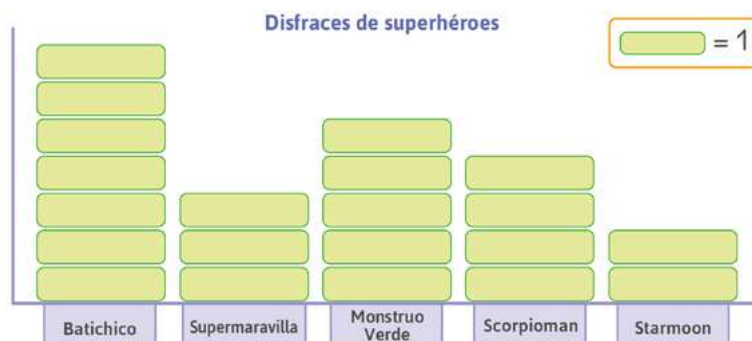 Disfraces de superhéroes
= 1
Batichico
Supermaravilla
Monstruo
Verde
Scorpioman
Starmoon